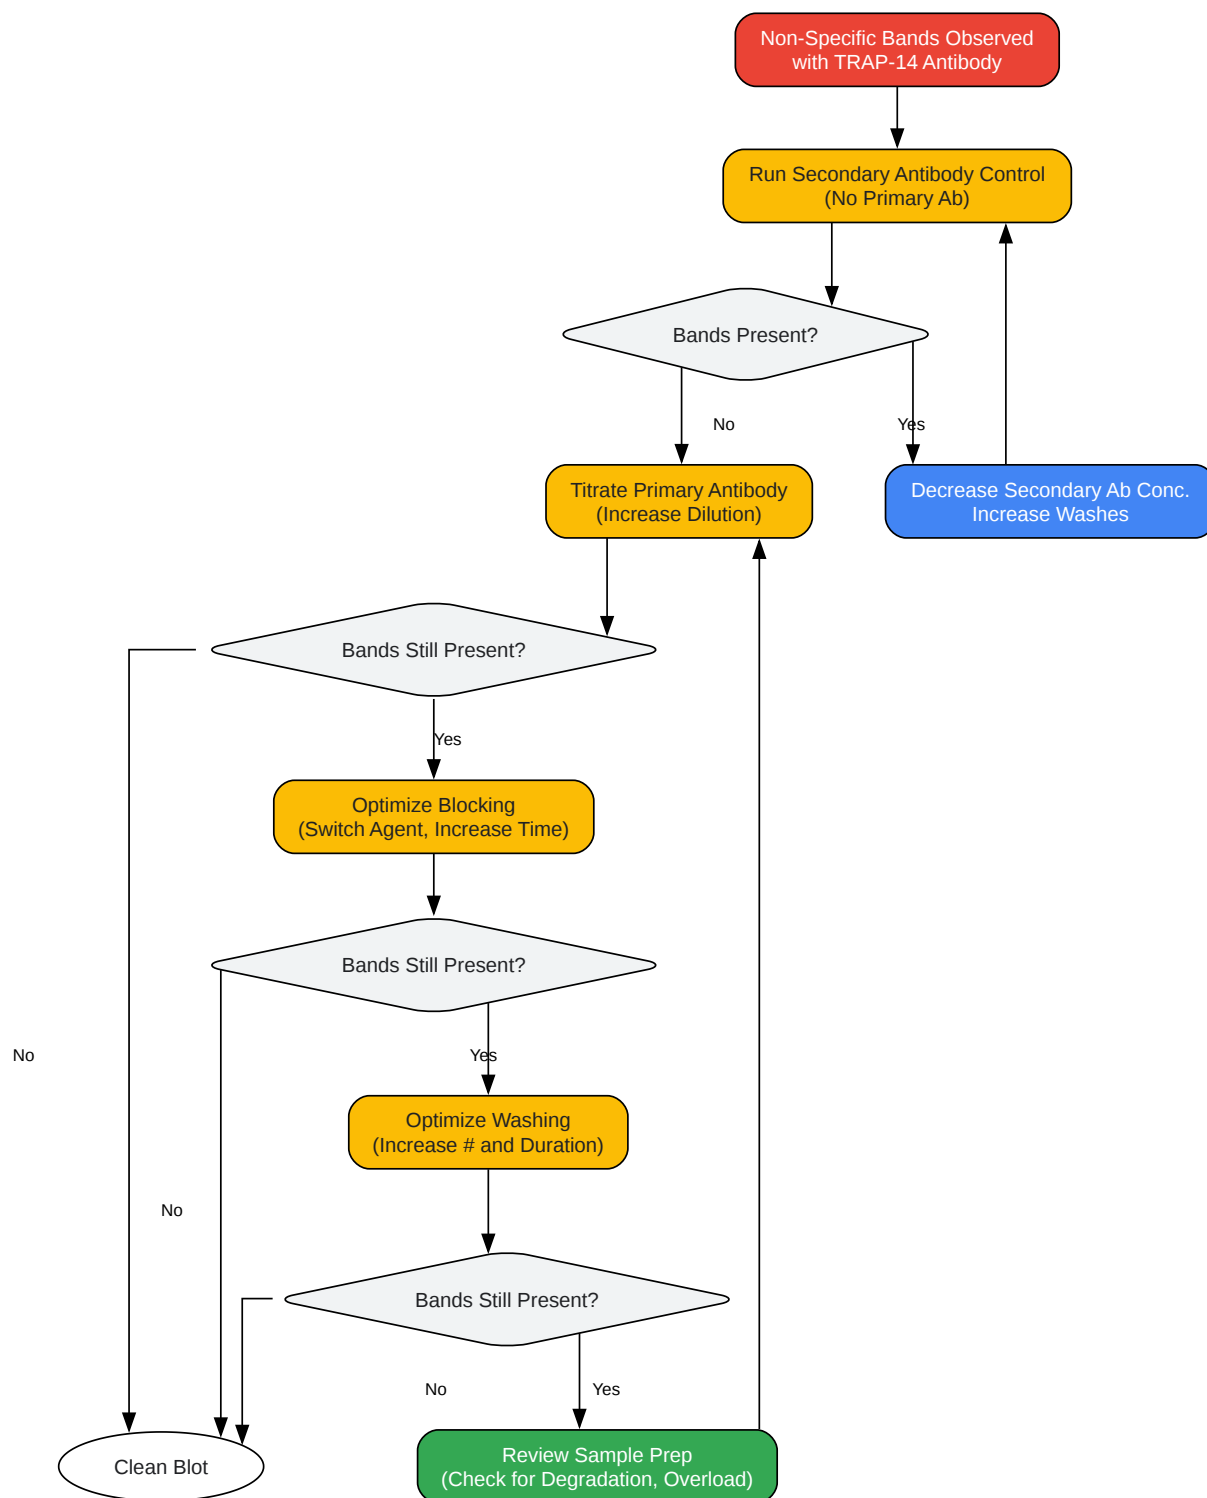 Non-Specific Bands Observed
with TRAP-14 Antibody
Run Secondary Antibody Control
(No Primary Ab)
Bands Present?
No
Yes
Titrate Primary Antibody
(Increase Dilution)
Decrease Secondary Ab Conc.
Increase Washes
Bands Still Present?
Yes
Optimize Blocking
(Switch Agent, Increase Time)
Bands Still Present?
No
Yes
Optimize Washing
(Increase # and Duration)
No
Bands Still Present?
No
Yes
Clean Blot
Review Sample Prep
(Check for Degradation, Overload)